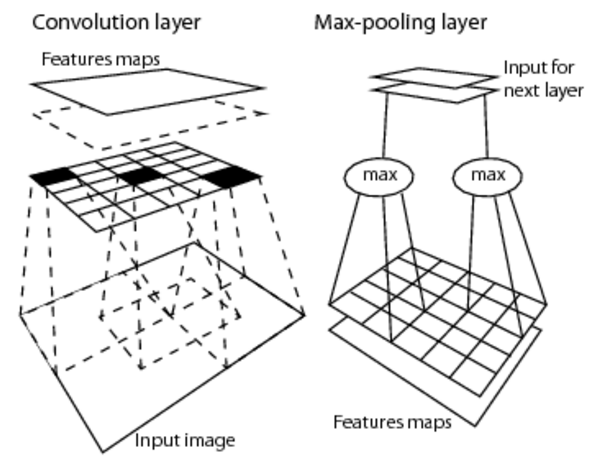 Convolution layer
Max-pooling layer
Features maps
Input for
next layer
max
max
Input image
Features maps